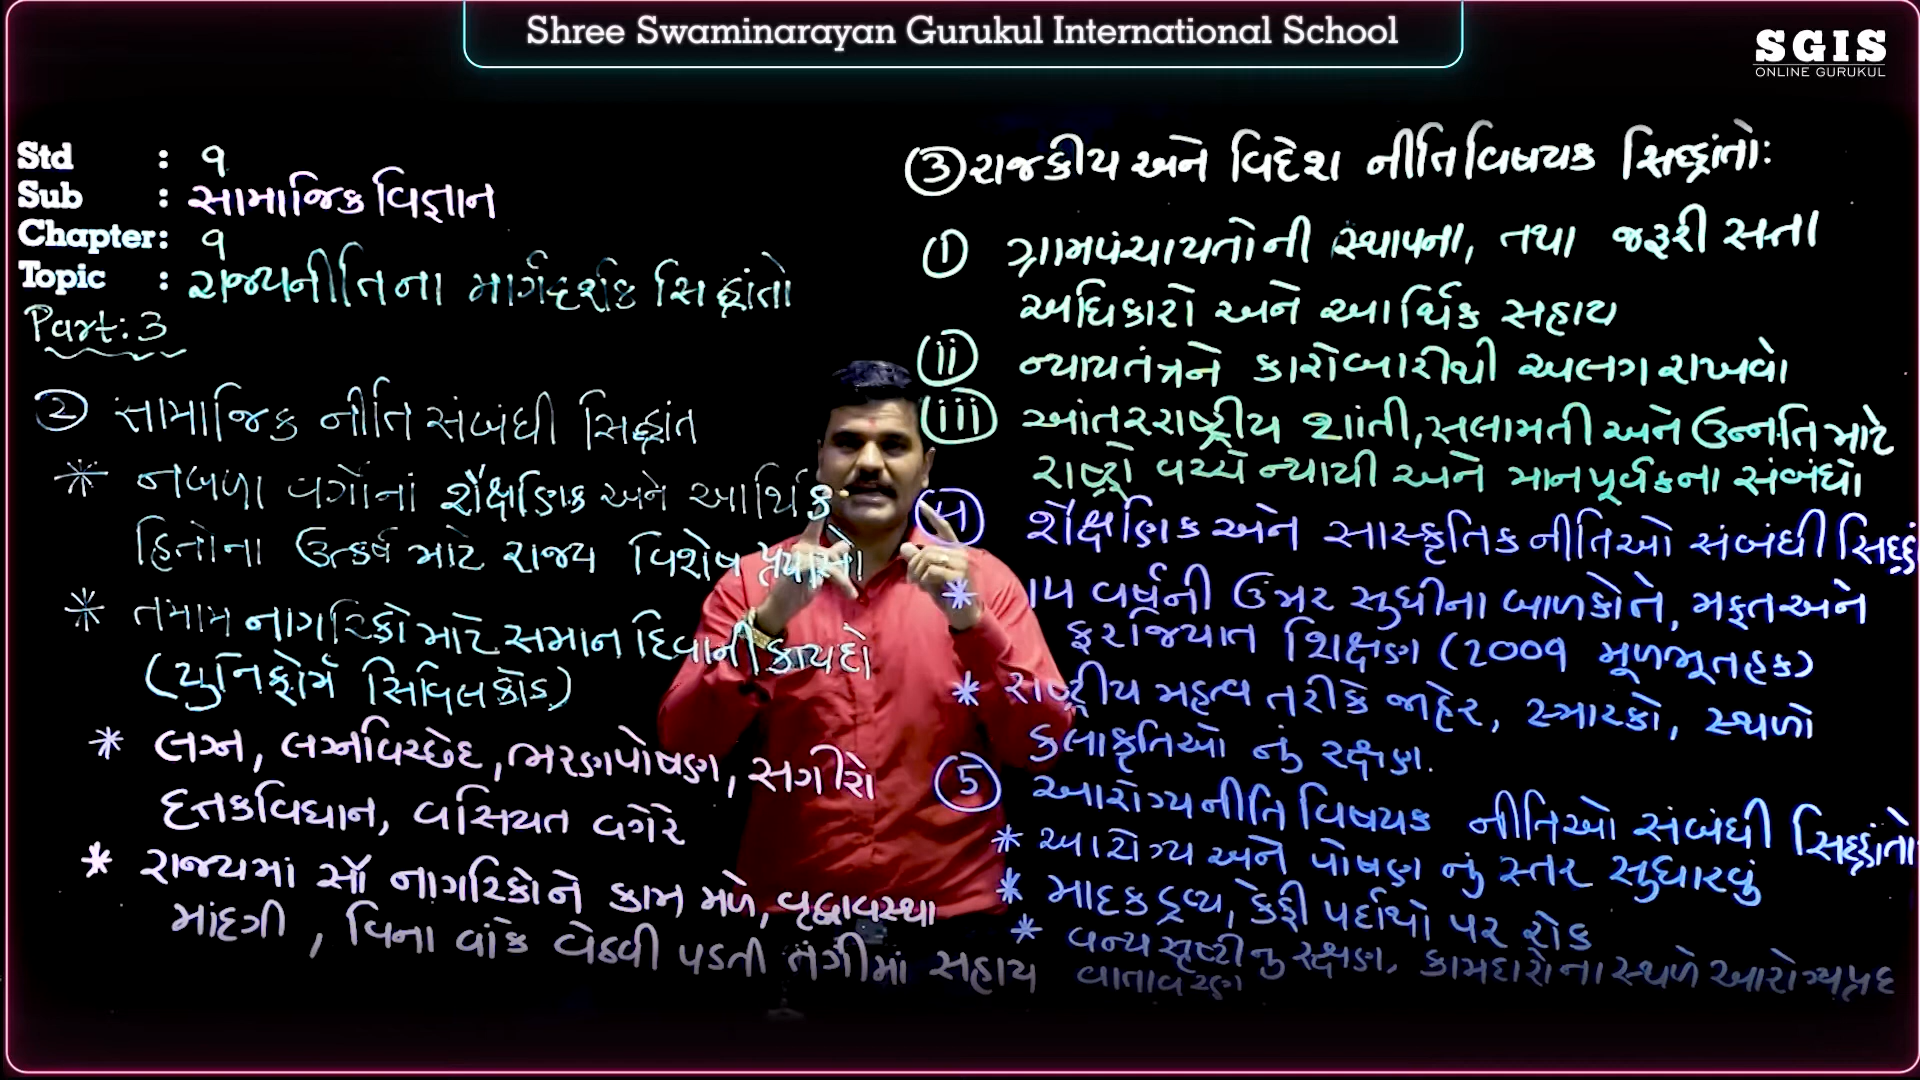 Shree Swaminarayan Gurukul International School
SGIS
ONLINE GURUKUL
Std : ૧
Sub : સામાજિક વિજ્ઞાન
Chapter: ૧
Topic : રાજ્યનીતિના માર્ગદર્શક સિદ્ધાંતો
Part: 3
② સામાજિક નીતિ સંબંધી સિદ્ધાંત
* નબળા વર્ગોનાં શૈક્ષણિક અને આર્થિક
હિતોના ઉત્કર્ષ માટે રાજ્ય વિશેષ પ્રયાસો
* તમામ નાગરિકો માટે સમાન દિવાની કાયદો
(યુનિફોર્મ સિવિલ કોડ)
* લગ્ન, લગ્નવિચ્છેદ, ભરણપોષણ, સગીરો
દત્તકવિધાન, વસિયત વગેરે
* રાજ્યમાં સૌ નાગરિકોને કામ મળે, વૃદ્ધાવસ્થા
માંદગી, વિના વાંકે વેઠવી પડતી તંગીમાં સહાય
③ રાજકીય અને વિદેશ નીતિવિષયક સિદ્ધાંતો:
ⓘ ગ્રામપંચાયતોની સ્થાપના, તથા જરૂરી સતા
અધિકારો અને આર્થિક સહાય
ⓘⓘ ન્યાયતંત્રને કારોબારીથી અલગ રાખવો
ⓘⓘⓘ આંતરરાષ્ટ્રીય શાંતી, સલામતી અને ઉન્નતિ માટે
રાષ્ટ્રો વચ્ચે ન્યાયી અને માનપૂર્વકના સંબંધો
શૈક્ષણિક અને સાસ્કૃતિક નીતિઓ સંબંધી
* ૧૫ વર્ષની ઉંમર સુધીના બાળકોને, મફત અને
ફરજિયાત શિક્ષણ (૨૦૦૧ મૂળભૂતહક)
* રાષ્ટ્રીય મહત્વ તરીકે જાહેર, સ્મારકો, સ્થળો
કલાકૃતિઓ નું રક્ષણ.
⑤ આરોગ્યનીતિ વિષયક નીતિઓ સંબંધી સિદ્ધાંતો
* આરોગ્ય અને પોષણ નું સ્તર સુધારવું
* માદક દ્રવ્ય, કેફી પર્દાથો પર રોક
* વન્યસૃષ્ટીનુ રક્ષણ, કામદારોના સ્થળે આરોગ્યપ્રદ
વાતાવરણ